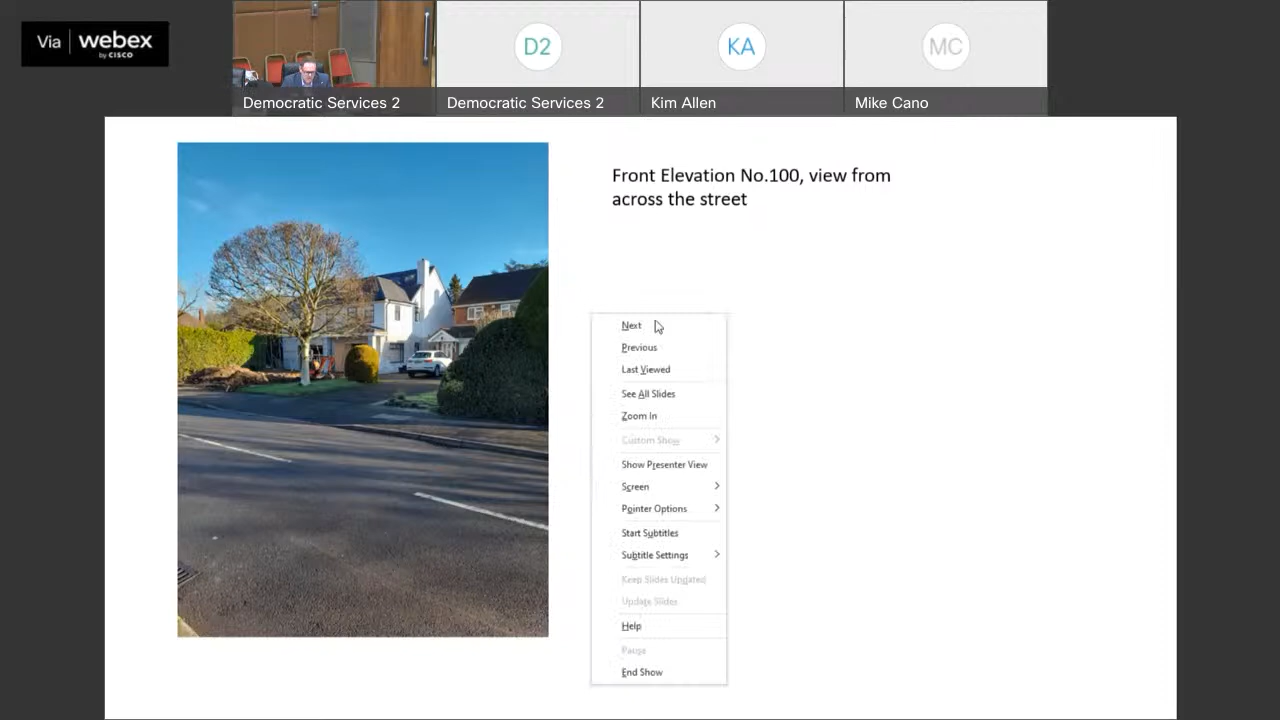 Via webex
by CISCO
D2
KA
MC
Democratic Services 2
Democratic Services 2
Kim Allen
Mike Cano
Front Elevation No.100, view from
across the street
Next
Previous
Last Viewed
See All Slides
Zoom In
Custom Show
Show Presenter View
Screen
Pointer Options
Start Subtitles
Subtitle Settings
Keep Slides Updated
Update Slides
Help
Pause
End Show